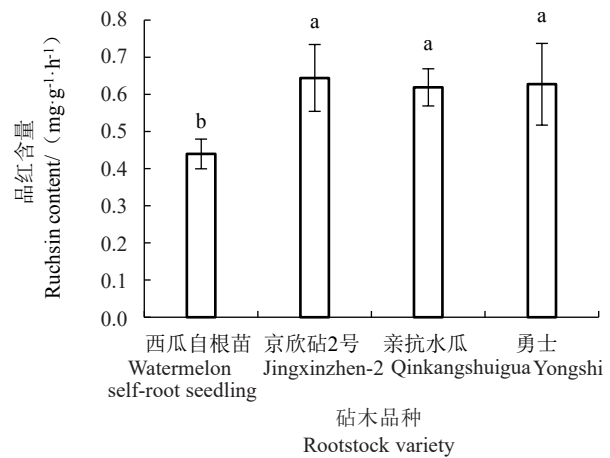 品红含量
Ruchsin content/（mg·g⁻¹·h⁻¹）
0.8
0.7
0.6
0.5
0.4
0.3
0.2
0.1
0.0
b
a
a
a
西瓜自根苗 京欣砧2号 亲抗水瓜 勇士
Watermelon Jingxinzhen-2 Qinkangshuigua Yongshi
self-root seedling
砧木品种
Rootstock variety